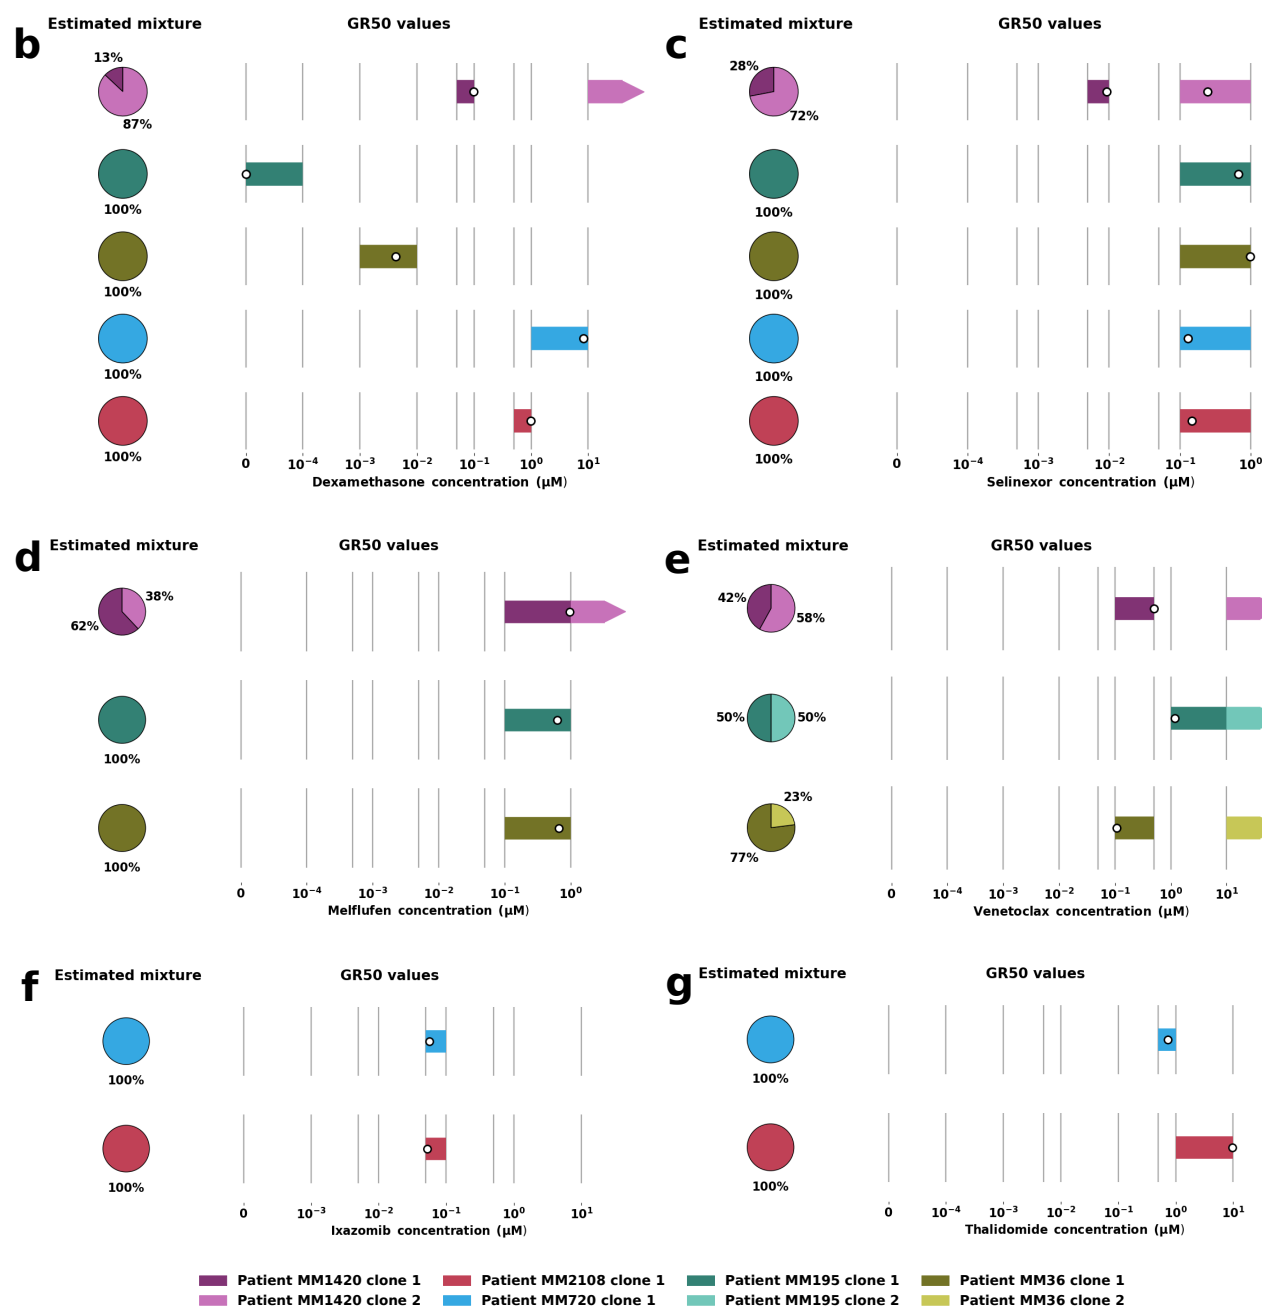 b
Estimated mixture
GR50 values
13%
87%
100%
100%
100%
100%
0 10⁻⁴ 10⁻³ 10⁻² 10⁻¹ 10⁰ 10¹
Dexamethasone concentration (μM)
c
Estimated mixture
GR50 values
28%
72%
100%
100%
100%
100%
0 10⁻⁴ 10⁻³ 10⁻² 10⁻¹ 10⁰
Selinexor concentration (μM)
d
Estimated mixture
GR50 values
38%
62%
100%
100%
0 10⁻⁴ 10⁻³ 10⁻² 10⁻¹ 10⁰
Melflufen concentration (μM)
e
Estimated mixture
GR50 values
42%
58%
50%
50%
23%
77%
0 10⁻⁴ 10⁻³ 10⁻² 10⁻¹ 10⁰ 10¹
Venetoclax concentration (μM)
f
Estimated mixture
GR50 values
100%
100%
0 10⁻³ 10⁻² 10⁻¹ 10⁰ 10¹
Ixazomib concentration (μM)
g
Estimated mixture
GR50 values
100%
100%
0 10⁻⁴ 10⁻³ 10⁻² 10⁻¹ 10⁰ 10¹
Thalidomide concentration (μM)
Patient MM1420 clone 1
Patient MM2108 clone 1
Patient MM195 clone 1
Patient MM36 clone 1
Patient MM1420 clone 2
Patient MM720 clone 1
Patient MM195 clone 2
Patient MM36 clone 2